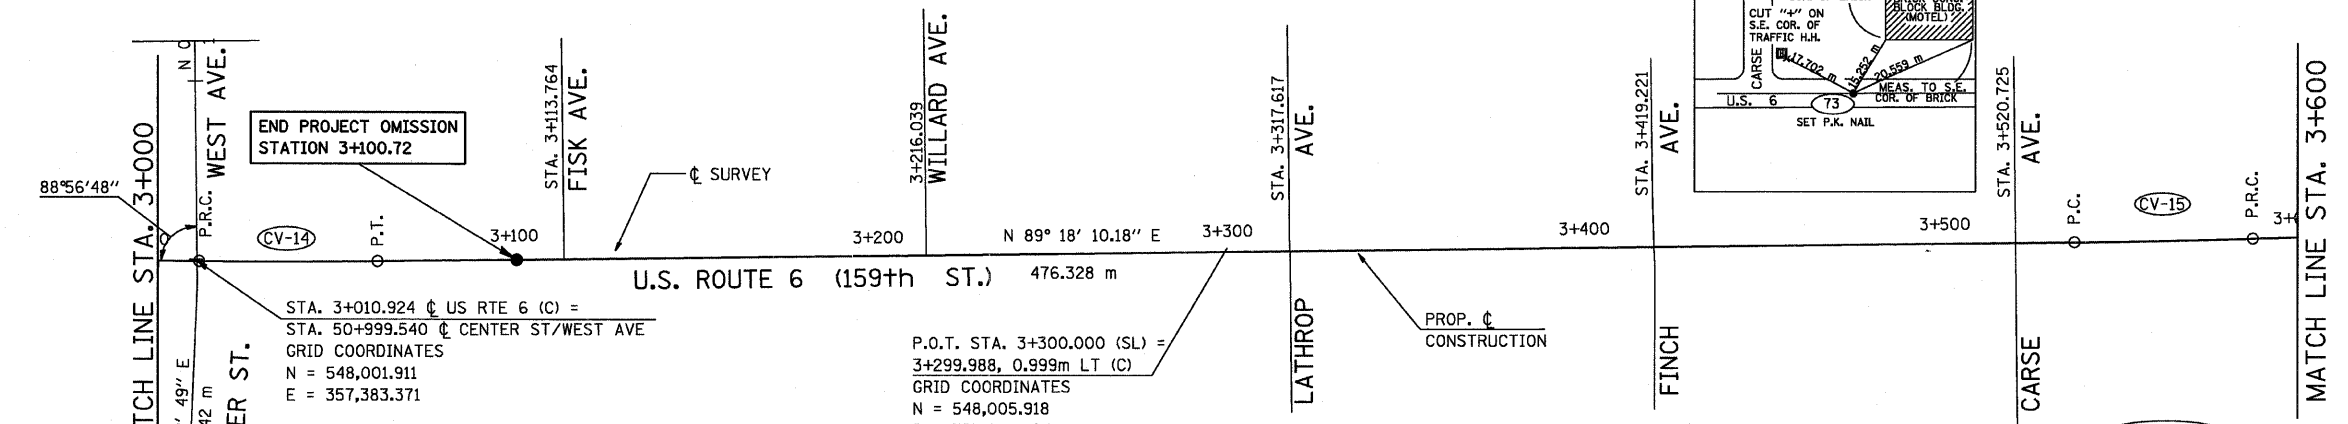 MATCH LINE STA. 3+000
88°56'48"
N
WEST AVE.
P.R.C.
END PROJECT OMISSION
STATION 3+100.72
CV-14
P.T.
3+100
STA. 3+113.764
FISK AVE.
℄ SURVEY
3+216.039
WILLARD AVE.
3+200
N 89° 18' 10.18" E
3+300
U.S. ROUTE 6 (159th ST.)
476.328 m
STA. 3+317.617
AVE.
LATHROP
3+400
STA. 3+419.221
AVE.
FINCH
3+500
STA. 3+520.725
AVE.
CARSE
P.C.
CV-15
P.R.C.
MATCH LINE STA. 3+600
STA. 3+010.924 ℄ US RTE 6 (C) =
STA. 50+999.540 ℄ CENTER ST/WEST AVE
GRID COORDINATES
N = 548,001.911
E = 357,383.371
' 49" E
42 m
ER ST.
P.O.T. STA. 3+300.000 (SL) =
3+299.988, 0.999m LT (C)
GRID COORDINATES
N = 548,005.918
PROP. ℄
CONSTRUCTION
CUT "+" ON
S.E. COR. OF
TRAFFIC H.H.
BLOCK BLDG.
(MOTEL)
CARSE
17.702 m
15.252 m
20.559 m
MEAS. TO S.E.
COR. OF BRICK
U.S. 6
73
SET P.K. NAIL